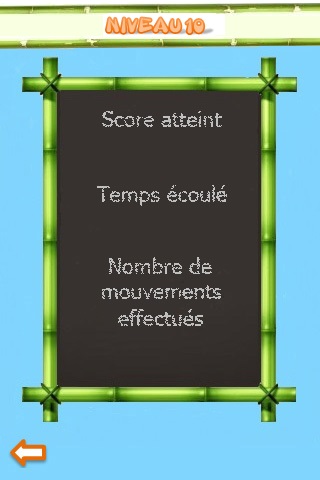 NIVEAU 10
Score atteint
Temps écoulé
Nombre de
mouvements
effectués